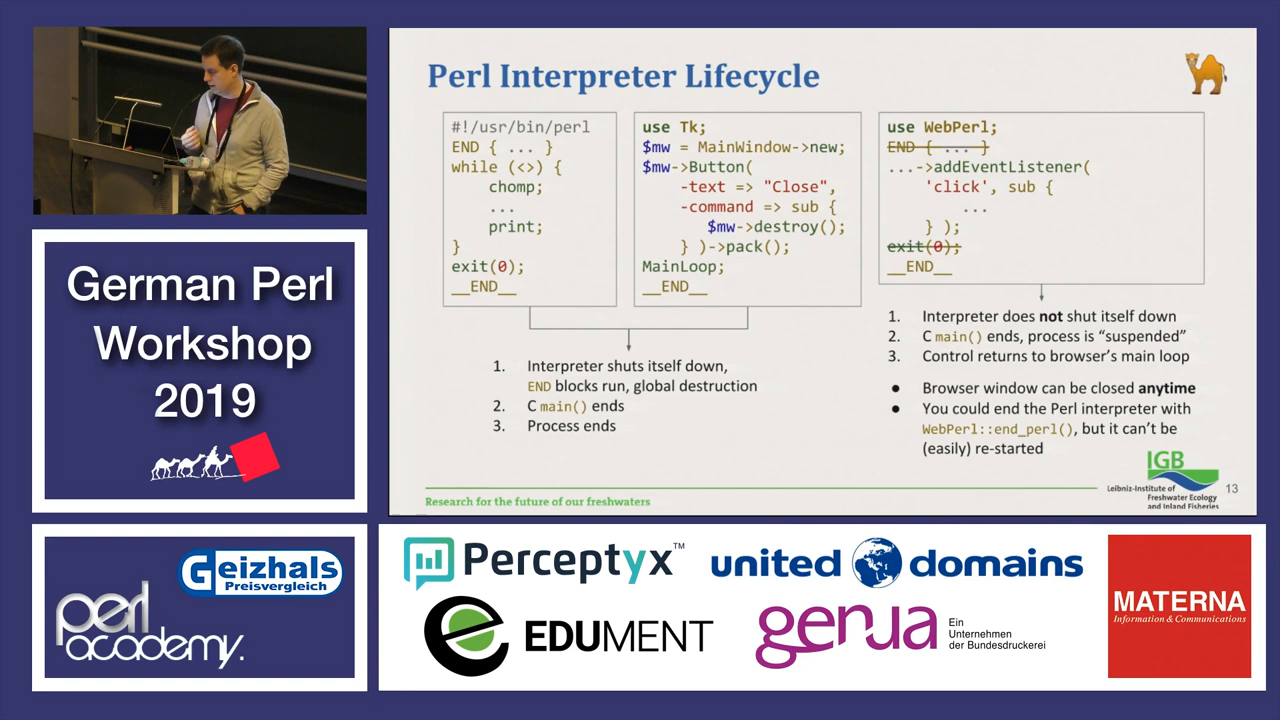 Perl Interpreter Lifecycle
#!/usr/bin/perl
END { ... }
while (<>) {
chomp;
...
print;
}
exit(0);
__END__
use Tk;
$mw = MainWindow->new;
$mw->Button(
-text => "Close",
-command => sub {
$mw->destroy();
} )->pack();
MainLoop;
__END__
use WebPerl;
END { ... }
...->addEventListener(
'click', sub {
...
} );
exit(0);
__END__
1. Interpreter shuts itself down,
END blocks run, global destruction
2. C main() ends
3. Process ends
1. Interpreter does not shut itself down
2. C main() ends, process is “suspended”
3. Control returns to browser’s main loop
● Browser window can be closed anytime
● You could end the Perl interpreter with
WebPerl::end_perl(), but it can’t be
(easily) re-started
Research for the future of our freshwaters
IGB
Leibniz-Institute of
Freshwater Ecology
and Inland Fisheries
13
German Perl
Workshop
2019
Geizhals
Preisvergleich
perl
academy.
Perceptyx™
united domains
EDUMENT
genua
Ein
Unternehmen
der Bundesdruckerei
MATERNA
Information & Communications